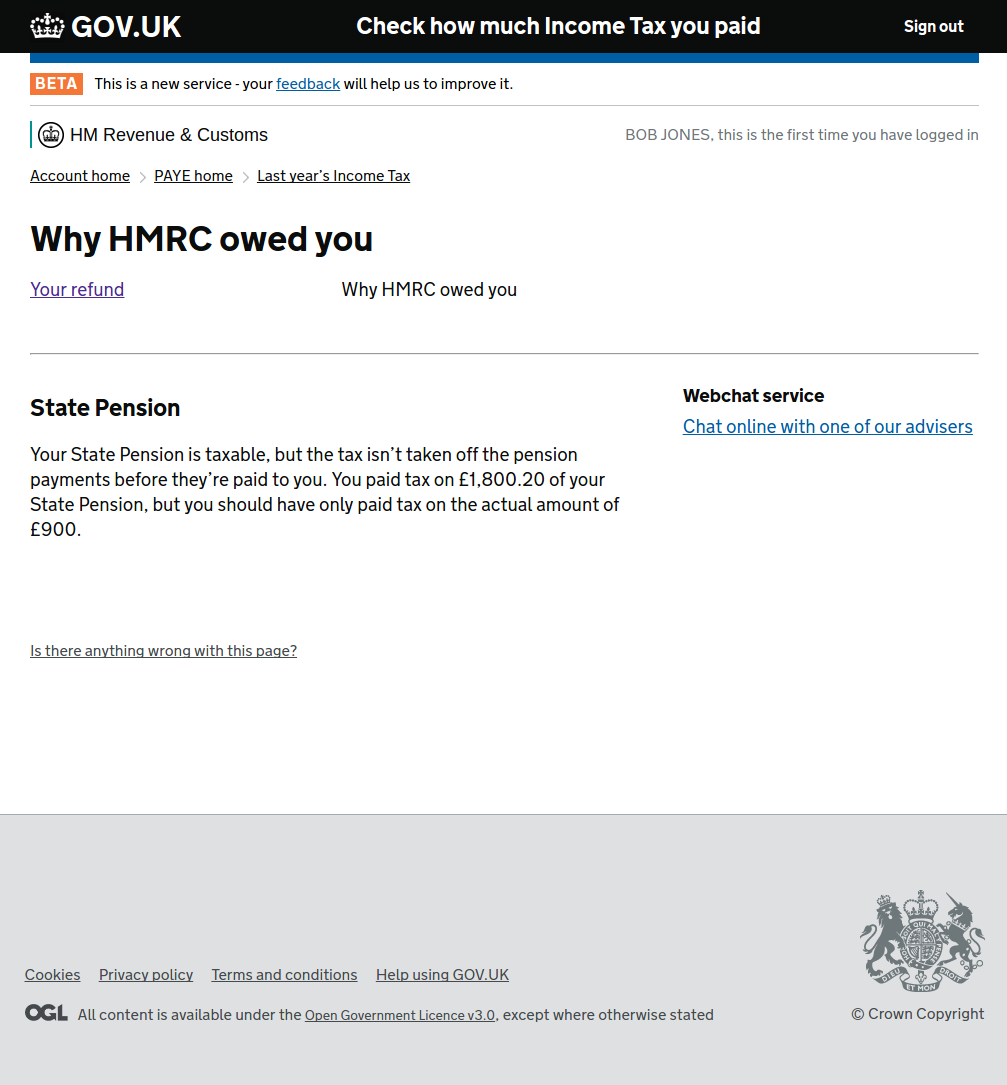 GOV.UK Check how much Income Tax you paid Sign out
BETA This is a new service - your feedback will help us to improve it.
HM Revenue & Customs BOB JONES, this is the first time you have logged in
Account home PAYE home Last year’s Income Tax
Why HMRC owed you
Your refund Why HMRC owed you
State Pension
Your State Pension is taxable, but the tax isn’t taken off the pension
payments before they’re paid to you. You paid tax on £1,800.20 of your
State Pension, but you should have only paid tax on the actual amount of
£900.
Webchat service
Chat online with one of our advisers
Is there anything wrong with this page?
Cookies Privacy policy Terms and conditions Help using GOV.UK
OGL All content is available under the Open Government Licence v3.0, except where otherwise stated
DIEU ET MON DROIT
© Crown Copyright